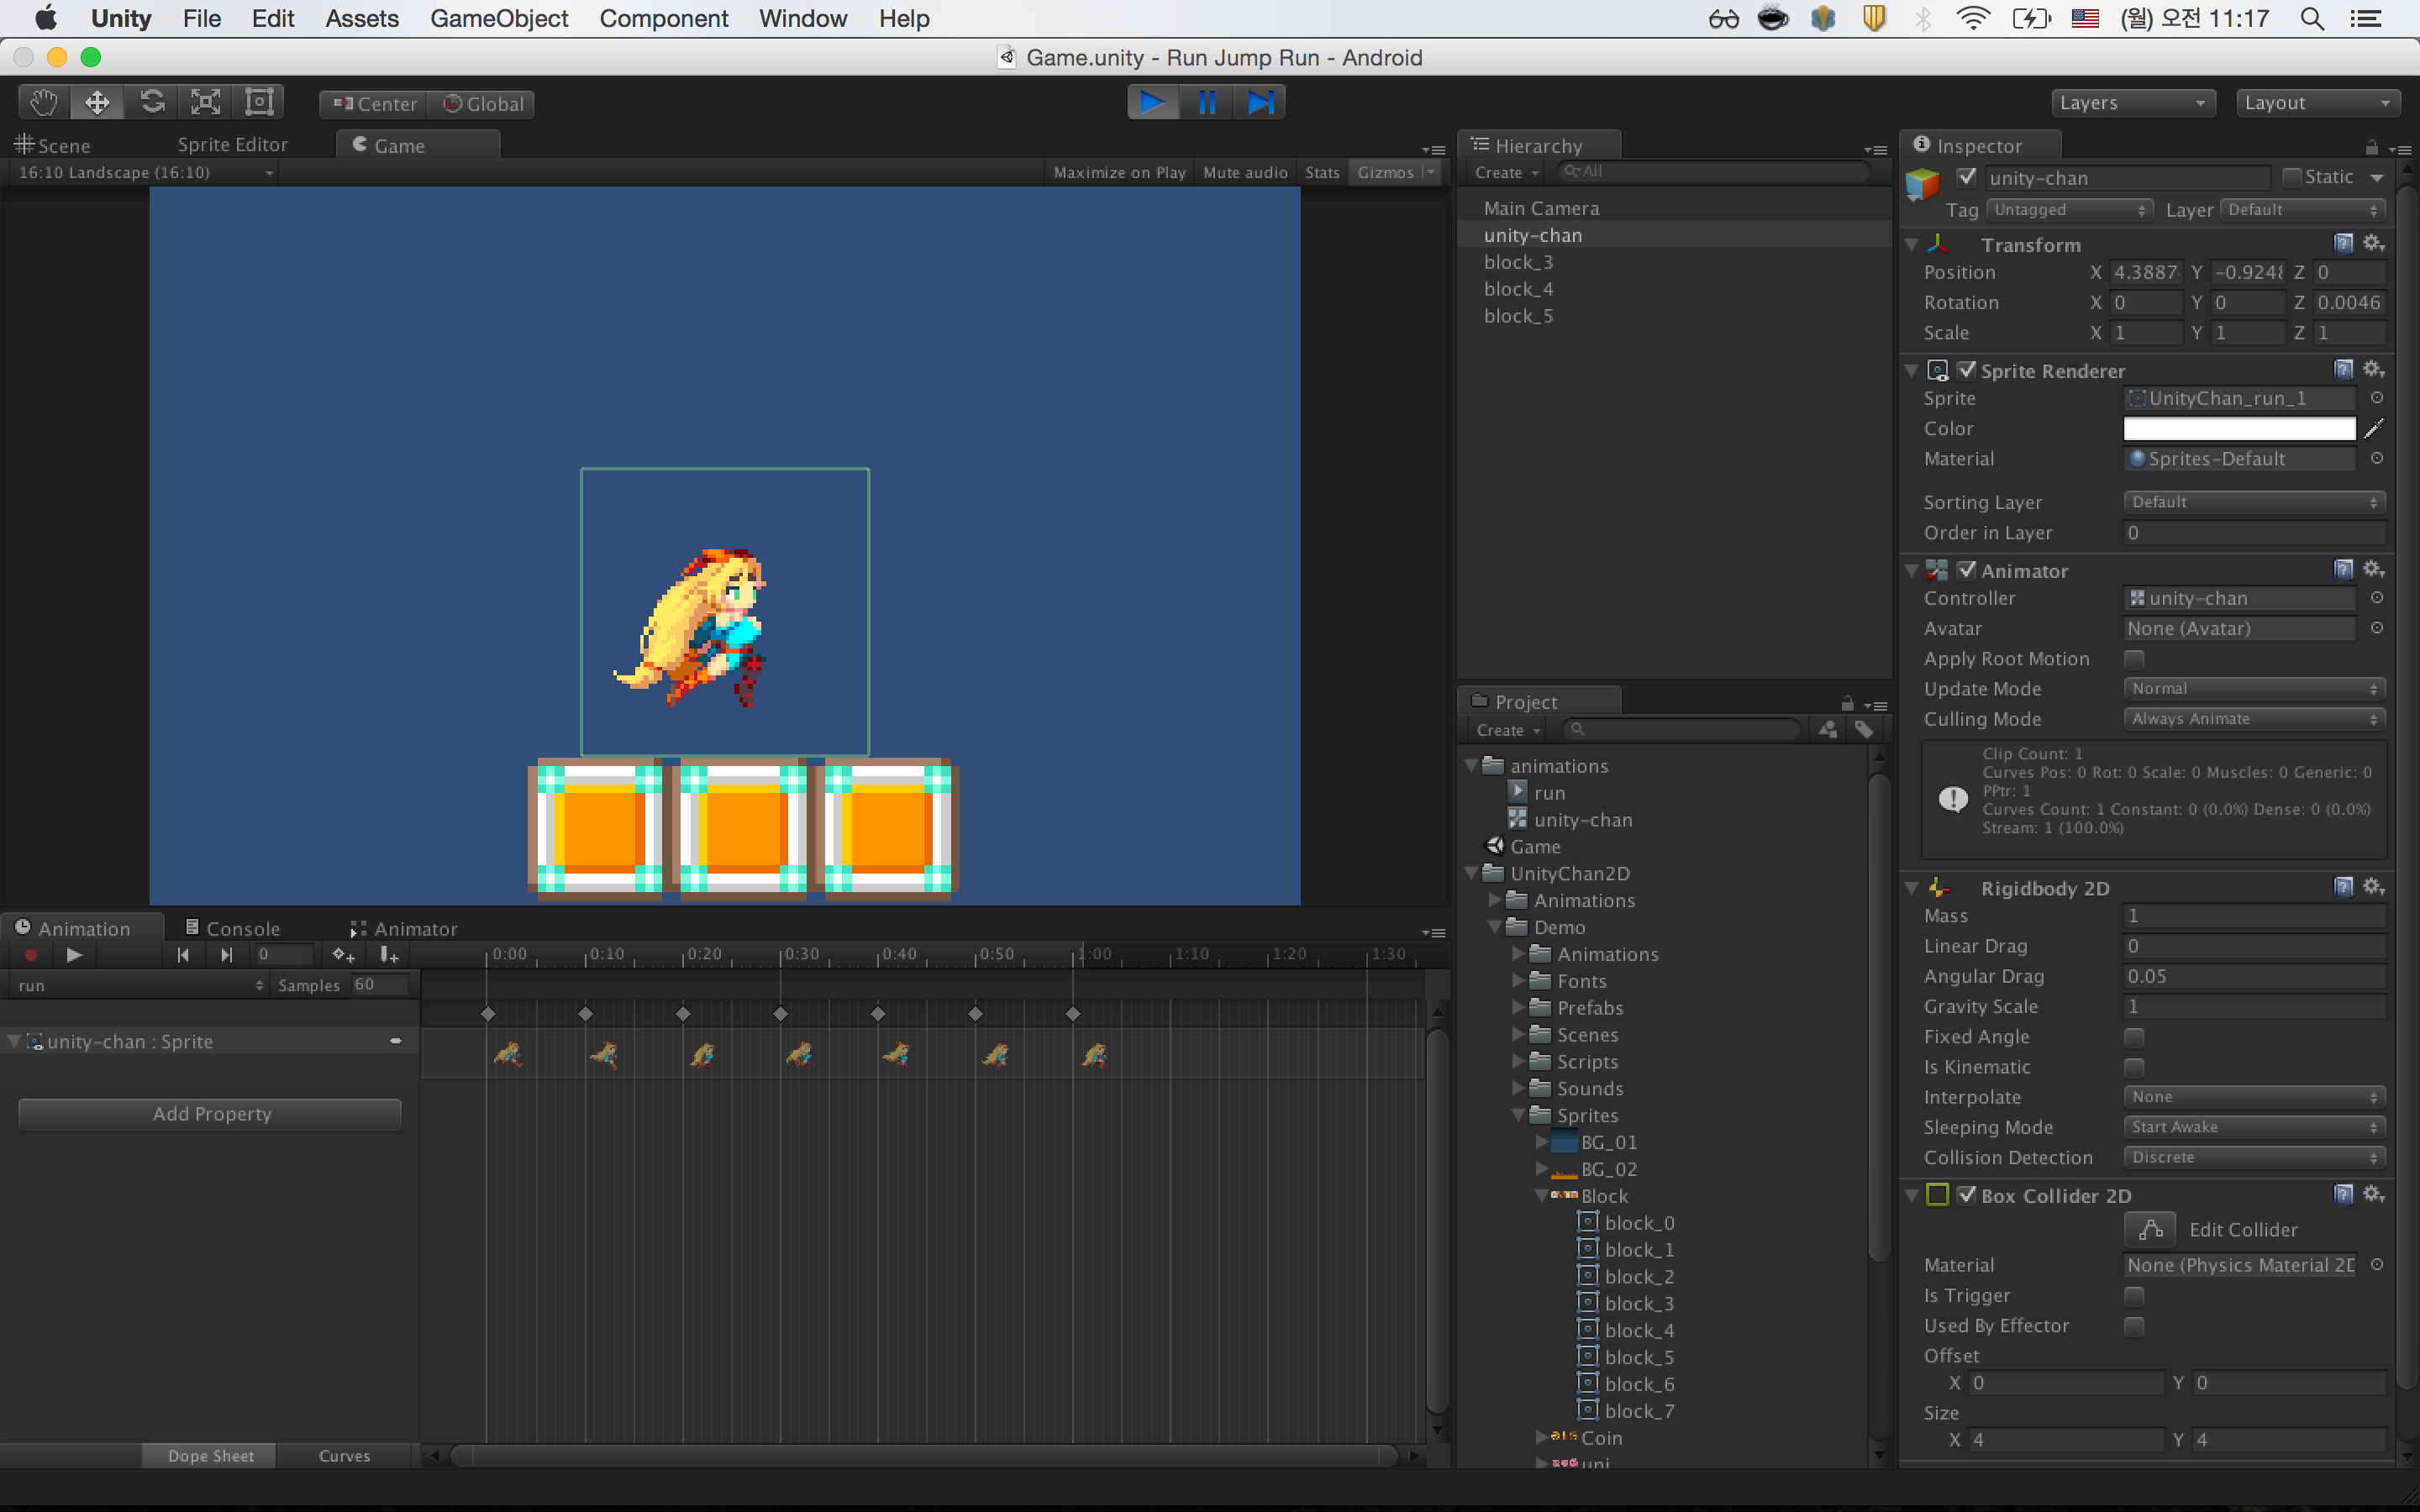 Unity File Edit Assets GameObject Component Window Help (월) 오전 11:17
Game.unity - Run Jump Run - Android
Center Global Layers Layout
Scene Sprite Editor Game
16:10 Landscape (16:10) Maximize on Play Mute audio Stats Gizmos
Hierarchy
Create All
Main Camera
unity-chan
block_3
block_4
block_5
Project
Create
animations
run
unity-chan
Game
UnityChan2D
Animations
Demo
Animations
Fonts
Prefabs
Scenes
Scripts
Sounds
Sprites
BG_01
BG_02
Block
block_0
block_1
block_2
block_3
block_4
block_5
block_6
block_7
Coin
uni
Inspector
unity-chan Static
Tag Untagged Layer Default
Transform
Position X 4.3887 Y -0.924 Z 0
Rotation X 0 Y 0 Z 0.0046
Scale X 1 Y 1 Z 1
Sprite Renderer
Sprite UnityChan_run_1
Color
Material Sprites-Default
Sorting Layer Default
Order in Layer 0
Animator
Controller unity-chan
Avatar None (Avatar)
Apply Root Motion
Update Mode Normal
Culling Mode Always Animate
Clip Count: 1
Curves Pos: 0 Rot: 0 Scale: 0 Muscles: 0 Generic: 0
PPtr: 1
Curves Count: 1 Constant: 0 (0.0%) Dense: 0 (0.0%)
Stream: 1 (100.0%)
Rigidbody 2D
Mass 1
Linear Drag 0
Angular Drag 0.05
Gravity Scale 1
Fixed Angle
Is Kinematic
Interpolate None
Sleeping Mode Start Awake
Collision Detection Discrete
Box Collider 2D
Edit Collider
Material None (Physics Material 2D
Is Trigger
Used By Effector
Offset
X 0 Y 0
Size
X 4 Y 4
Animation Console Animator
0 0:00 0:10 0:20 0:30 0:40 0:50 1:00 1:10 1:20 1:30
run Samples 60
unity-chan : Sprite
Add Property
Dope Sheet Curves